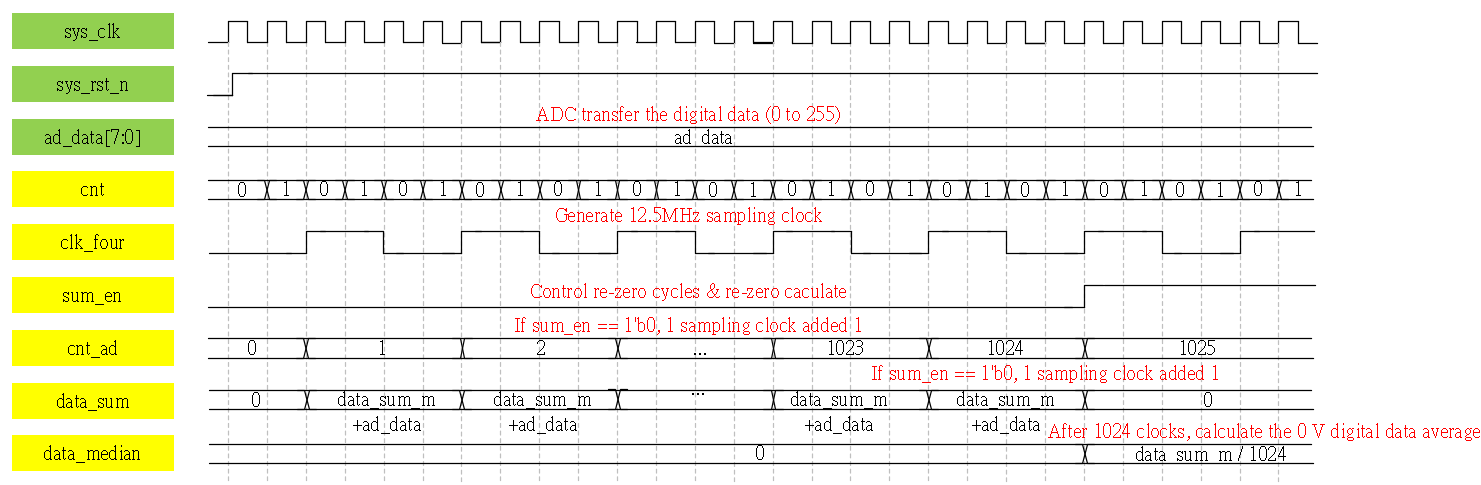 sys_clk
sys_rst_n
ADC transfer the digital data (0 to 255)
ad_data[7:0]
ad_data
cnt
0 1 0 1 0 1 0 1 0 1 0 1 0 1 0 1 0 1 0 1 0 1 0 1 0 1 0 1
Generate 12.5MHz sampling clock
clk_four
sum_en
Control re-zero cycles & re-zero caculate
If sum_en == 1'b0, 1 sampling clock added 1
cnt_ad
0 1 2 ... 1023 1024 1025
If sum_en == 1'b0, 1 sampling clock added 1
data_sum
0 data_sum_m data_sum_m ... data_sum_m data_sum_m 0
+ad_data +ad_data +ad_data +ad_data
After 1024 clocks, calculate the 0 V digital data average
data_median
0 data_sum_m / 1024